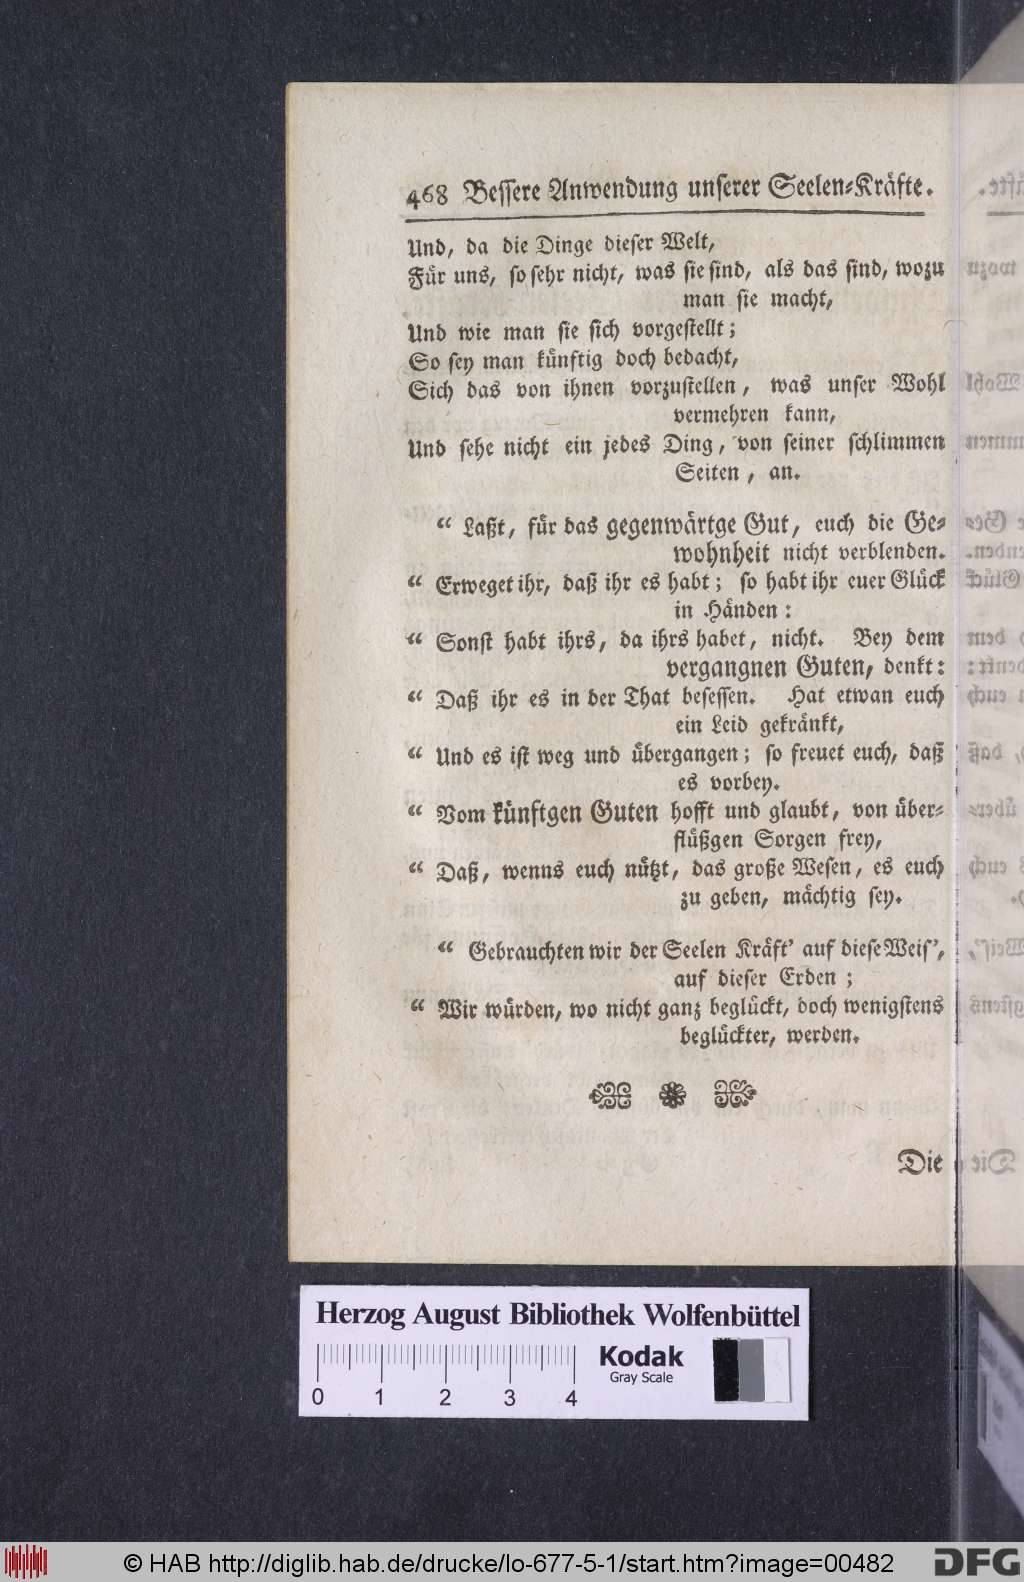 468 Bessere Anwendung unserer Seelen-Kräfte.
Und, da die Dinge dieser Welt,
Für uns, so sehr nicht, was sie sind, als das sind, wozu
man sie macht,
Und wie man sie sich vorgestellt;
So sey man künftig doch bedacht,
Sich das von ihnen vorzustellen, was unser Wohl
vermehren kann,
Und sehe nicht ein jedes Ding, von seiner schlimmen
Seiten, an.
“ Laßt, für das gegenwärtge Gut, euch die Ge-
wohnheit nicht verblenden.
“ Erweget ihr, daß ihr es habt; so habt ihr euer Glück
in Händen:
“ Sonst habt ihrs, da ihrs habet, nicht. Bey dem
vergangnen Guten, denkt:
“ Daß ihr es in der That besessen. Hat etwan euch
ein Leid gekränkt,
“ Und es ist weg und übergangen; so freuet euch, daß
es vorbey.
“ Vom künftgen Guten hofft und glaubt, von über-
flüßgen Sorgen frey,
“ Daß, wenns euch nützt, das große Wesen, es euch
zu geben, mächtig sey.
“ Gebrauchten wir der Seelen Kräft’ auf diese Weis’,
auf dieser Erden;
“ Wir würden, wo nicht ganz beglückt, doch wenigstens
beglückter, werden.
Die
Herzog August Bibliothek Wolfenbüttel
Kodak
Gray Scale
0 1 2 3 4
© HAB http://diglib.hab.de/drucke/lo-677-5-1/start.htm?image=00482
DFG